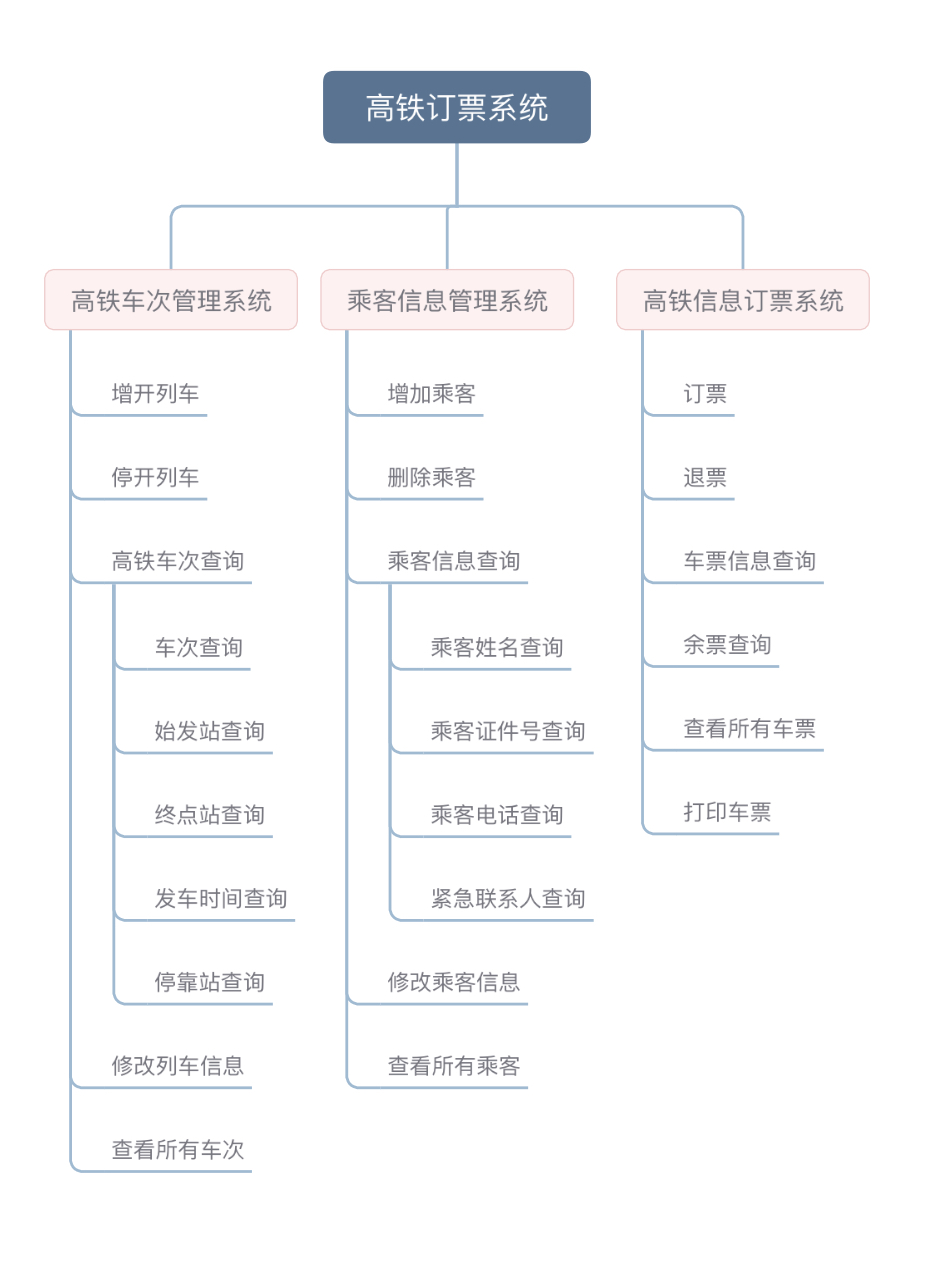 高铁订票系统
高铁车次管理系统
增开列车
停开列车
高铁车次查询
车次查询
始发站查询
终点站查询
发车时间查询
停靠站查询
修改列车信息
查看所有车次
乘客信息管理系统
增加乘客
删除乘客
乘客信息查询
乘客姓名查询
乘客证件号查询
乘客电话查询
紧急联系人查询
修改乘客信息
查看所有乘客
高铁信息订票系统
订票
退票
车票信息查询
余票查询
查看所有车票
打印车票